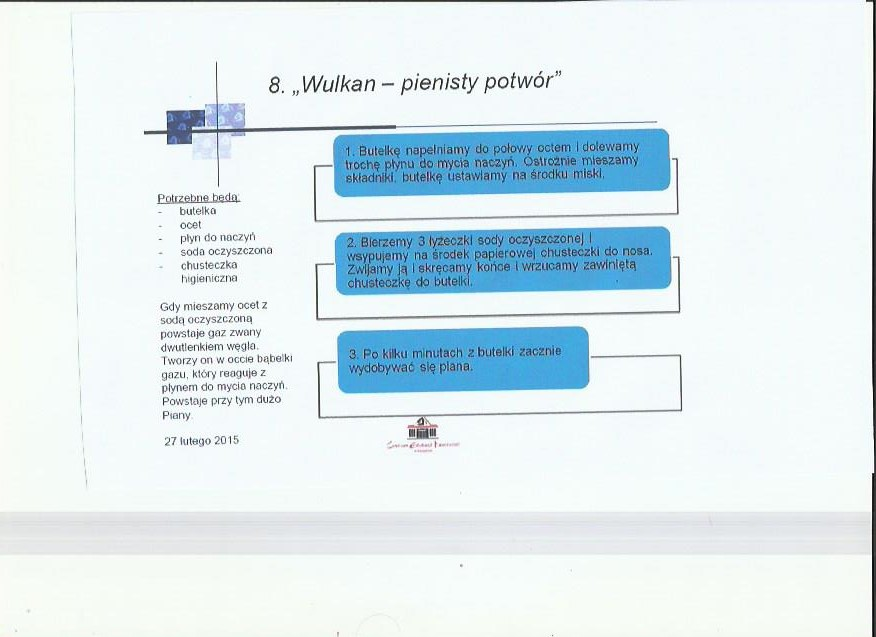 8. „Wulkan – pienisty potwór”
1. Butelkę napełniamy do połowy octem i dolewamy
trochę płynu do mycia naczyń. Ostrożnie mieszamy
składniki, butelkę ustawiamy na środku miski.
Potrzebne będą:
- butelka
- ocet
- płyn do naczyń
- soda oczyszczona
- chusteczka
higieniczna
2. Bierzemy 3 łyżeczki sody oczyszczonej i
wsypujemy na środek papierowej chusteczki do nosa.
Zwijamy ją i skręcamy końce i wrzucamy zawiniętą
chusteczkę do butelki.
Gdy mieszamy ocet z
sodą oczyszczoną
powstaje gaz zwany
dwutlenkiem węgla.
Tworzy on w occie bąbelki
gazu, który reaguje z
płynem do mycia naczyń.
Powstaje przy tym dużo
Piany.
3. Po kilku minutach z butelki zacznie
wydobywać się piana.
27 lutego 2015